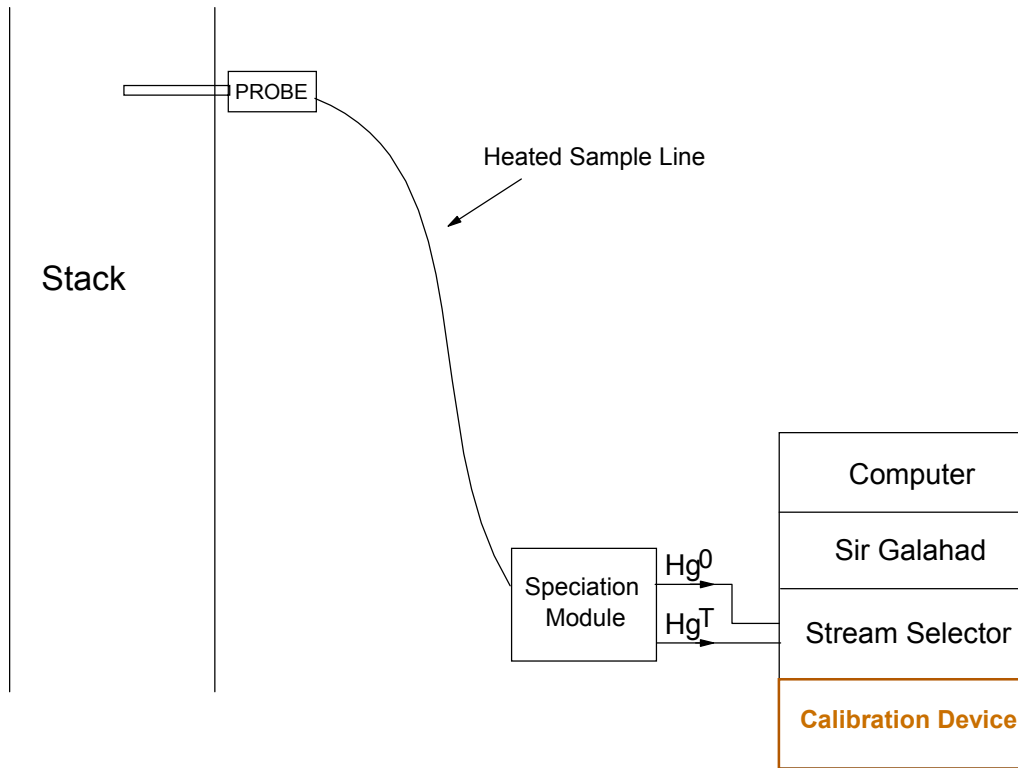 PROBE
Heated Sample Line
Stack
Computer
Sir Galahad
Hg0
Speciation
Module
HgT
Stream Selector
Calibration Device